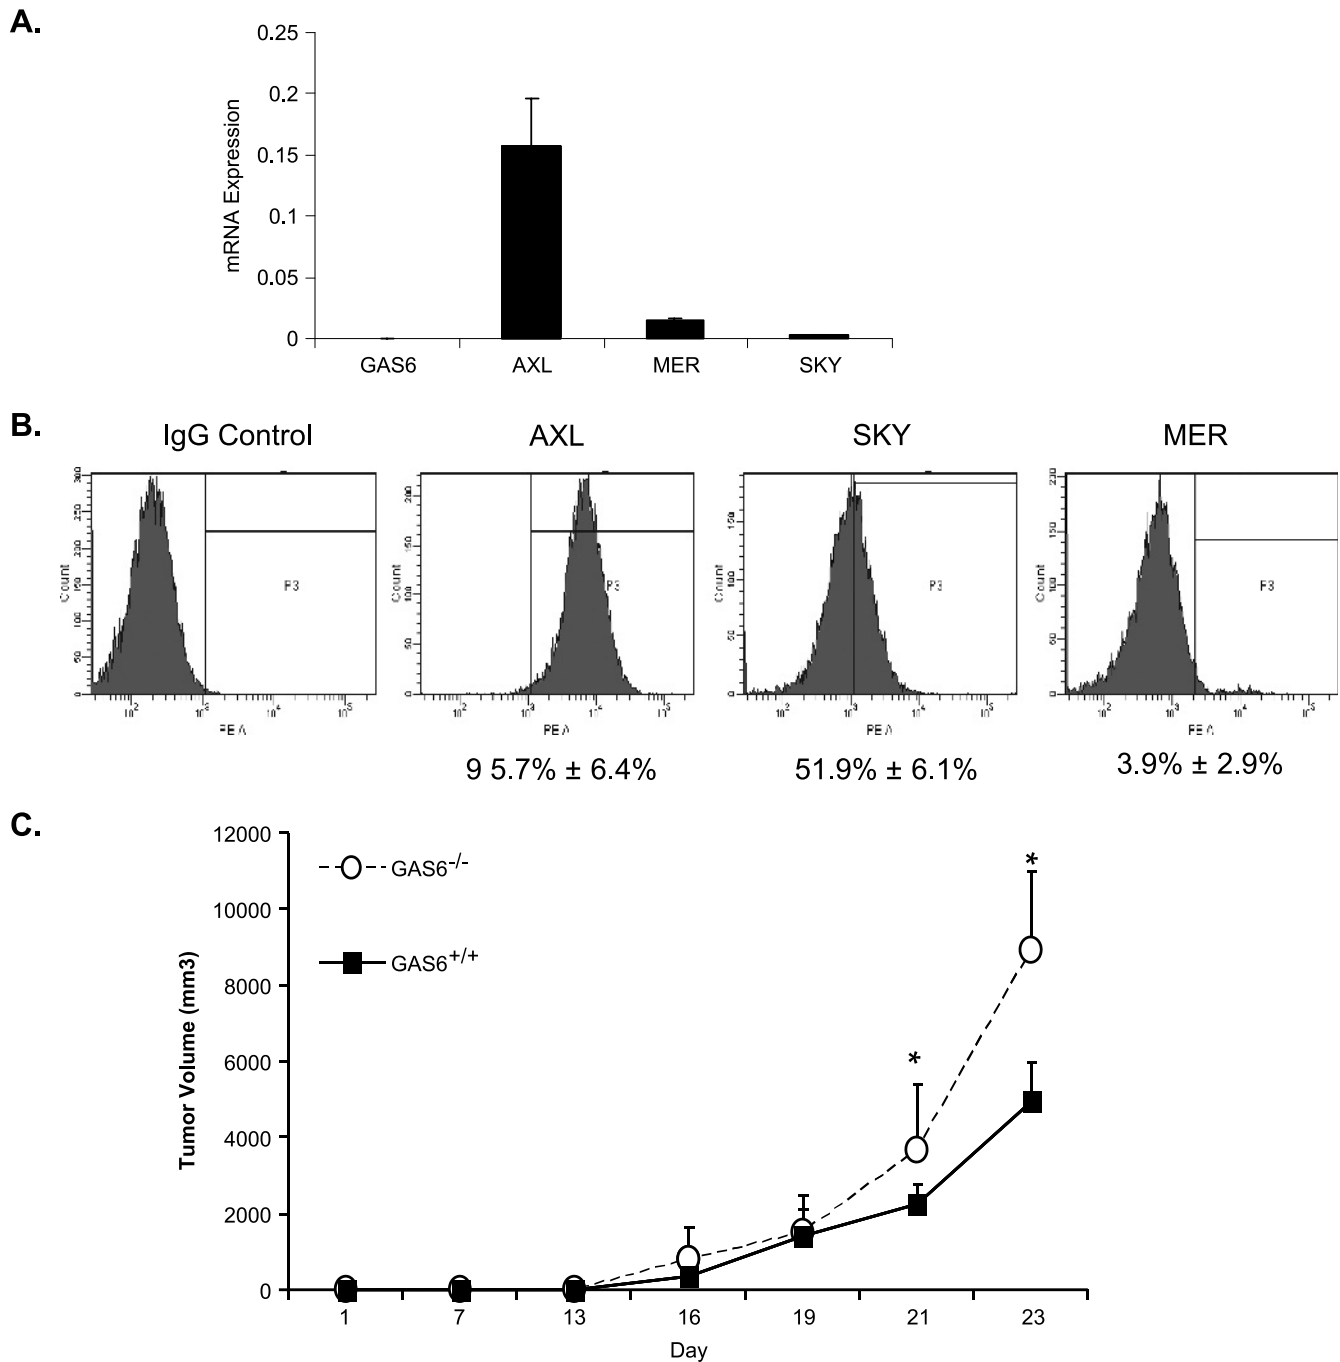 A.
0.25
0.2
0.15
0.1
0.05
0
mRNA Expression
GAS6 AXL MER SKY
B.
IgG Control AXL SKY MER
Count Count Count Count
P3 P3 P3 P3
9 5.7% ± 6.4% 51.9% ± 6.1% 3.9% ± 2.9%
C.
12000
10000
8000
6000
4000
2000
0
Tumor Volume (mm3)
GAS6-/-
GAS6+/+
*
*
1 7 13 16 19 21 23
Day